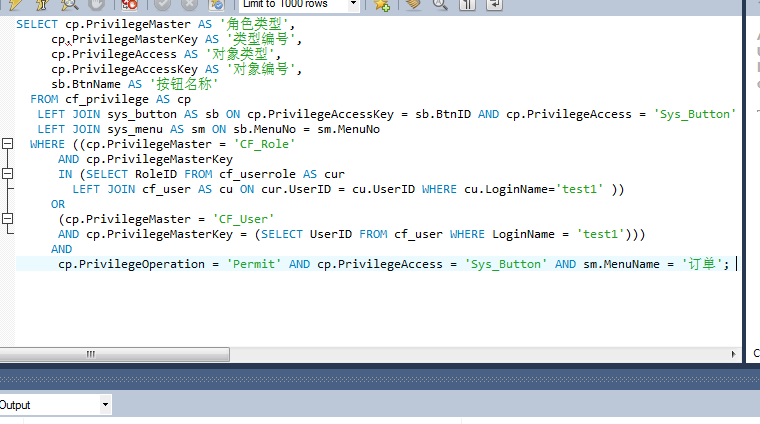 Limit to 1000 rows
SELECT cp.PrivilegeMaster AS '角色类型',
cp.PrivilegeMasterKey AS '类型编号',
cp.PrivilegeAccess AS '对象类型',
cp.PrivilegeAccessKey AS '对象编号',
sb.BtnName AS '按钮名称'
FROM cf_privilege AS cp
LEFT JOIN sys_button AS sb ON cp.PrivilegeAccessKey = sb.BtnID AND cp.PrivilegeAccess = 'Sys_Button'
LEFT JOIN sys_menu AS sm ON sb.MenuNo = sm.MenuNo
WHERE ((cp.PrivilegeMaster = 'CF_Role'
AND cp.PrivilegeMasterKey
IN (SELECT RoleID FROM cf_userrole AS cur
LEFT JOIN cf_user AS cu ON cur.UserID = cu.UserID WHERE cu.LoginName='test1' ))
OR
(cp.PrivilegeMaster = 'CF_User'
AND cp.PrivilegeMasterKey = (SELECT UserID FROM cf_user WHERE LoginName = 'test1')))
AND
cp.PrivilegeOperation = 'Permit' AND cp.PrivilegeAccess = 'Sys_Button' AND sm.MenuName = '订单';
Output